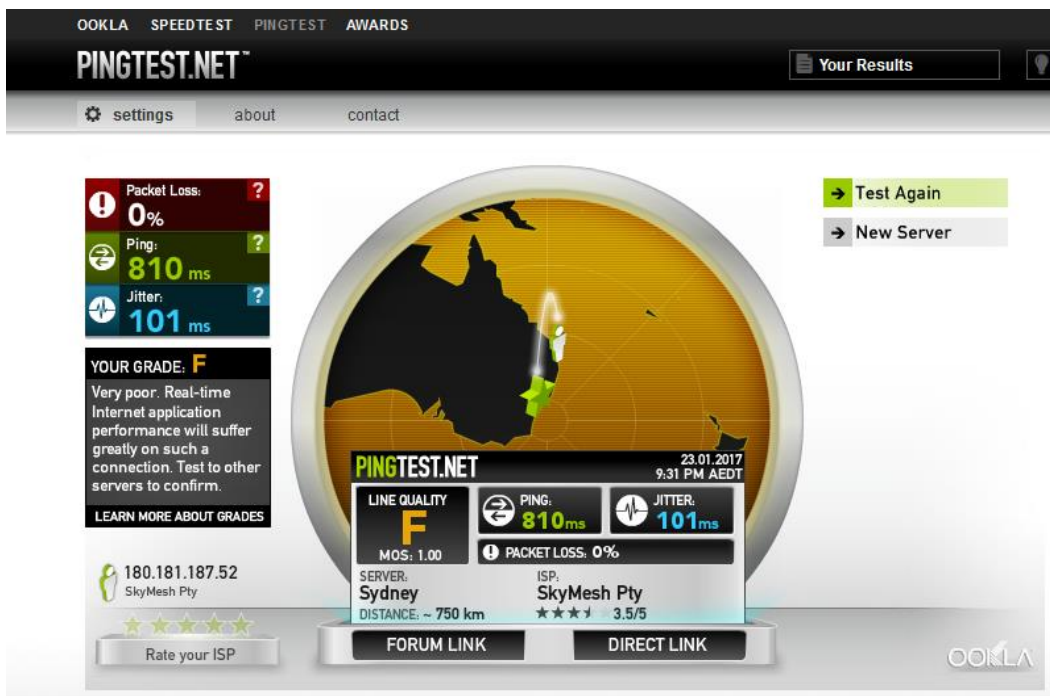 OOKLA SPEEDTEST PINGTEST AWARDS
PINGTEST.NET™
Your Results
settings about contact
Packet Loss: ?
0%
Ping: ?
810 ms
Jitter: ?
101 ms
YOUR GRADE: F
Very poor. Real-time
Internet application
performance will suffer
greatly on such a
connection. Test to other
servers to confirm.
LEARN MORE ABOUT GRADES
180.181.187.52
SkyMesh Pty
Rate your ISP
Test Again
New Server
PINGTEST.NET
23.01.2017
9:31 PM AEDT
LINE QUALITY
F
MOS: 1.00
PING:
810ms
JITTER:
101ms
PACKET LOSS: 0%
SERVER:
Sydney
DISTANCE: ~ 750 km
ISP:
SkyMesh Pty
3.5/5
FORUM LINK
DIRECT LINK
OOKLA